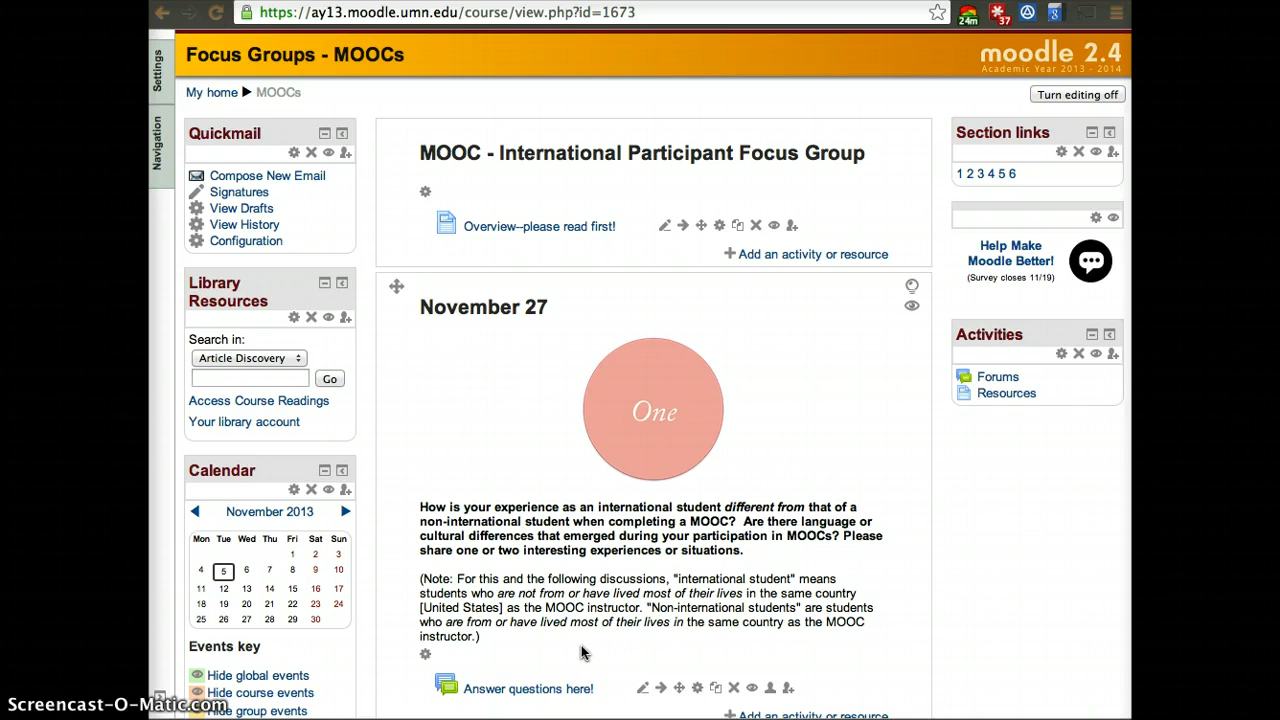 https://ay13.moodle.umn.edu/course/view.php?id=1673
24m
37
Settings
Navigation
Focus Groups - MOOCs
moodle 2.4
Academic Year 2013 - 2014
My home ▶ MOOCs
Turn editing off
Quickmail
Compose New Email
Signatures
View Drafts
View History
Configuration
Library
Resources
Search in:
Article Discovery
Go
Access Course Readings
Your library account
Calendar
November 2013
Mon Tue Wed Thu Fri Sat Sun
1 2 3
4 5 6 7 8 9 10
11 12 13 14 15 16 17
18 19 20 21 22 23 24
25 26 27 28 29 30
Events key
Hide global events
Hide course events
Hide group events
MOOC - International Participant Focus Group
Overview--please read first!
Add an activity or resource
November 27
One
How is your experience as an international student different from that of a
non-international student when completing a MOOC? Are there language or
cultural differences that emerged during your participation in MOOCs? Please
share one or two interesting experiences or situations.
(Note: For this and the following discussions, "international student" means
students who are not from or have lived most of their lives in the same country
[United States] as the MOOC instructor. "Non-international students" are students
who are from or have lived most of their lives in the same country as the MOOC
instructor.)
Answer questions here!
Add an activity or resource
Section links
1 2 3 4 5 6
Help Make
Moodle Better!
(Survey closes 11/19)
Activities
Forums
Resources
Screencast-O-Matic.com